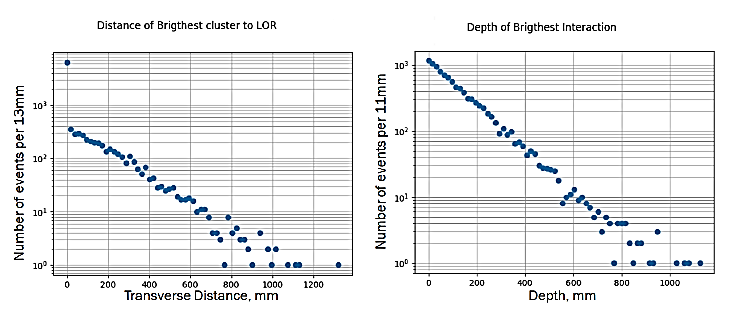 Distance of Brigthest cluster to LOR
Number of events per 13mm
10³
10²
10¹
10⁰
0 200 400 600 800 1000 1200
Transverse Distance, mm
Depth of Brigthest Interaction
Number of events per 11mm
10³
10²
10¹
10⁰
0 200 400 600 800 1000
Depth, mm